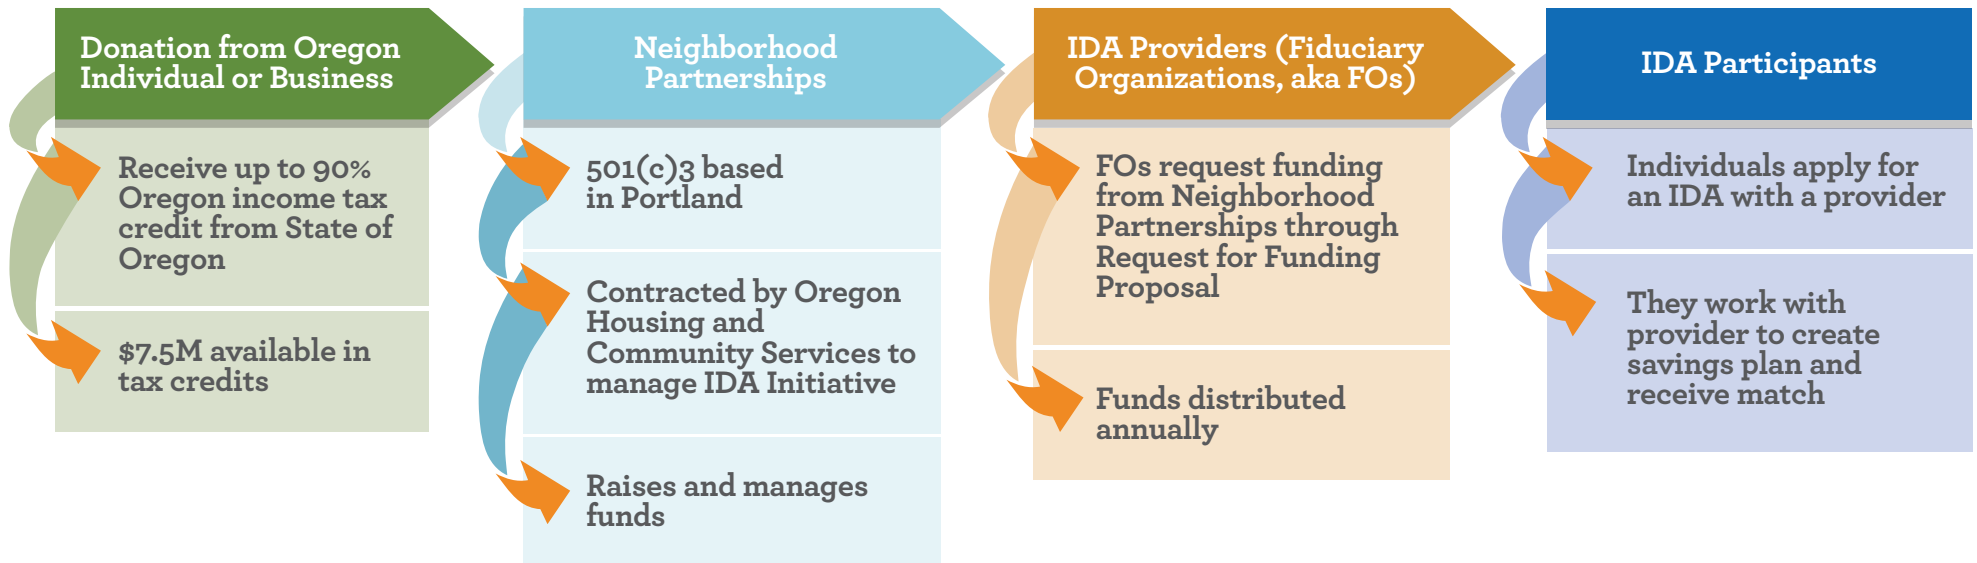 Donation from Oregon
Individual or Business
Receive up to 90%
Oregon income tax
credit from State of
Oregon
$7.5M available in
tax credits
Neighborhood
Partnerships
501(c)3 based
in Portland
Contracted by Oregon
Housing and
Community Services to
manage IDA Initiative
Raises and manages
funds
IDA Providers (Fiduciary
Organizations, aka FOs)
FOs request funding
from Neighborhood
Partnerships through
Request for Funding
Proposal
Funds distributed
annually
IDA Participants
Individuals apply for
an IDA with a provider
They work with
provider to create
savings plan and
receive match